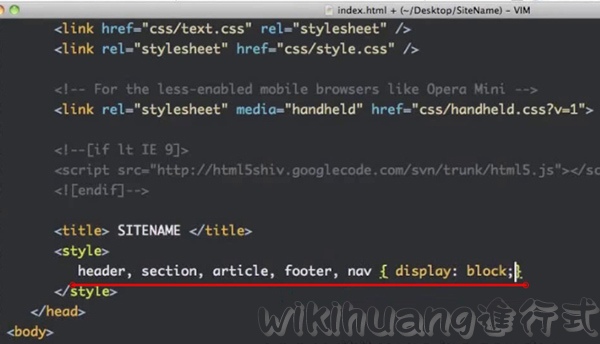 index.html + (~/Desktop/SiteName) – VIM
<link href="css/text.css" rel="stylesheet" />
<link rel="stylesheet" href="css/style.css" />
<!-- For the less-enabled mobile browsers like Opera Mini -->
<link rel="stylesheet" media="handheld" href="css/handheld.css?v=1">
<!--[if lt IE 9]>
<script src="http://html5shiv.googlecode.com/svn/trunk/html5.js"></sc
<![endif]-->
<title> SITENAME </title>
<style>
header, section, article, footer, nav { display: block;}
</style>
</head>
<body>
wikihuang進行式